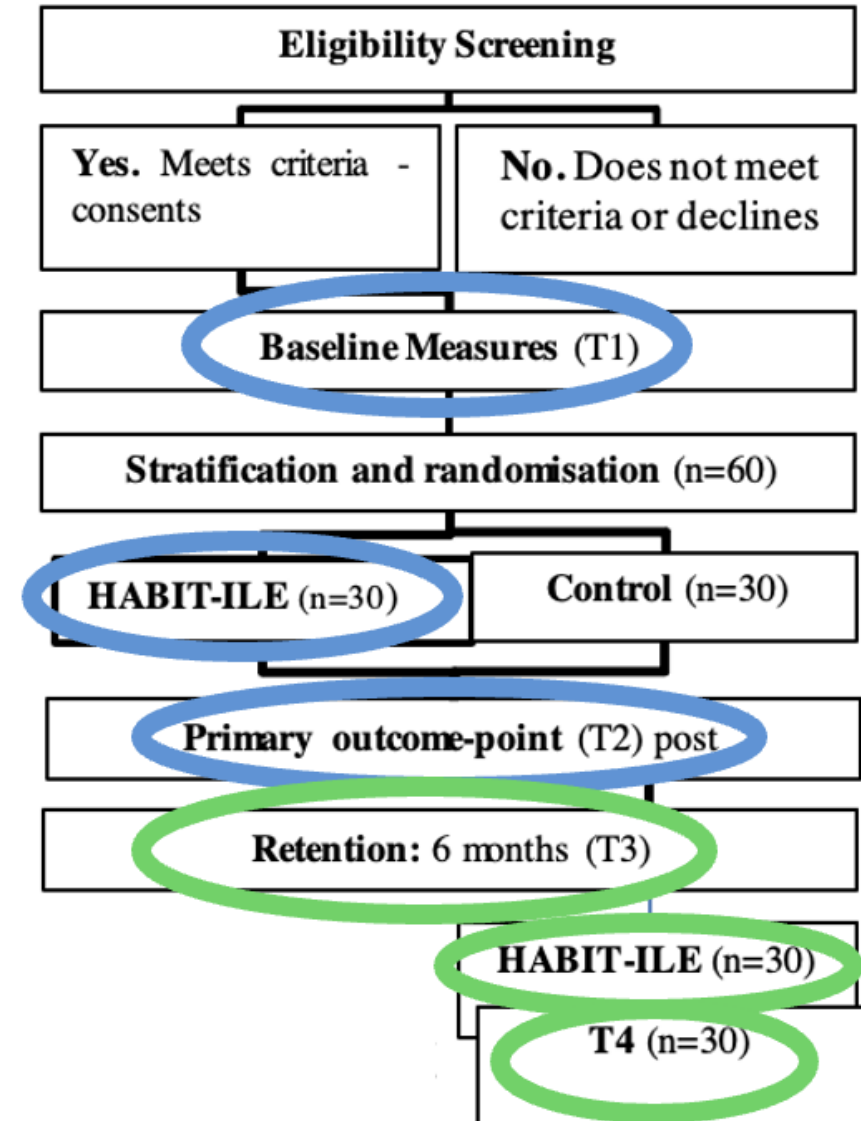 Eligibility Screening
Yes. Meets criteria -
consents
No. Does not meet
criteria or declines
Baseline Measures (T1)
Stratification and randomisation (n=60)
HABIT-ILE (n=30)
Control (n=30)
Primary outcome-point (T2) post
Retention: 6 months (T3)
HABIT-ILE (n=30)
T4 (n=30)